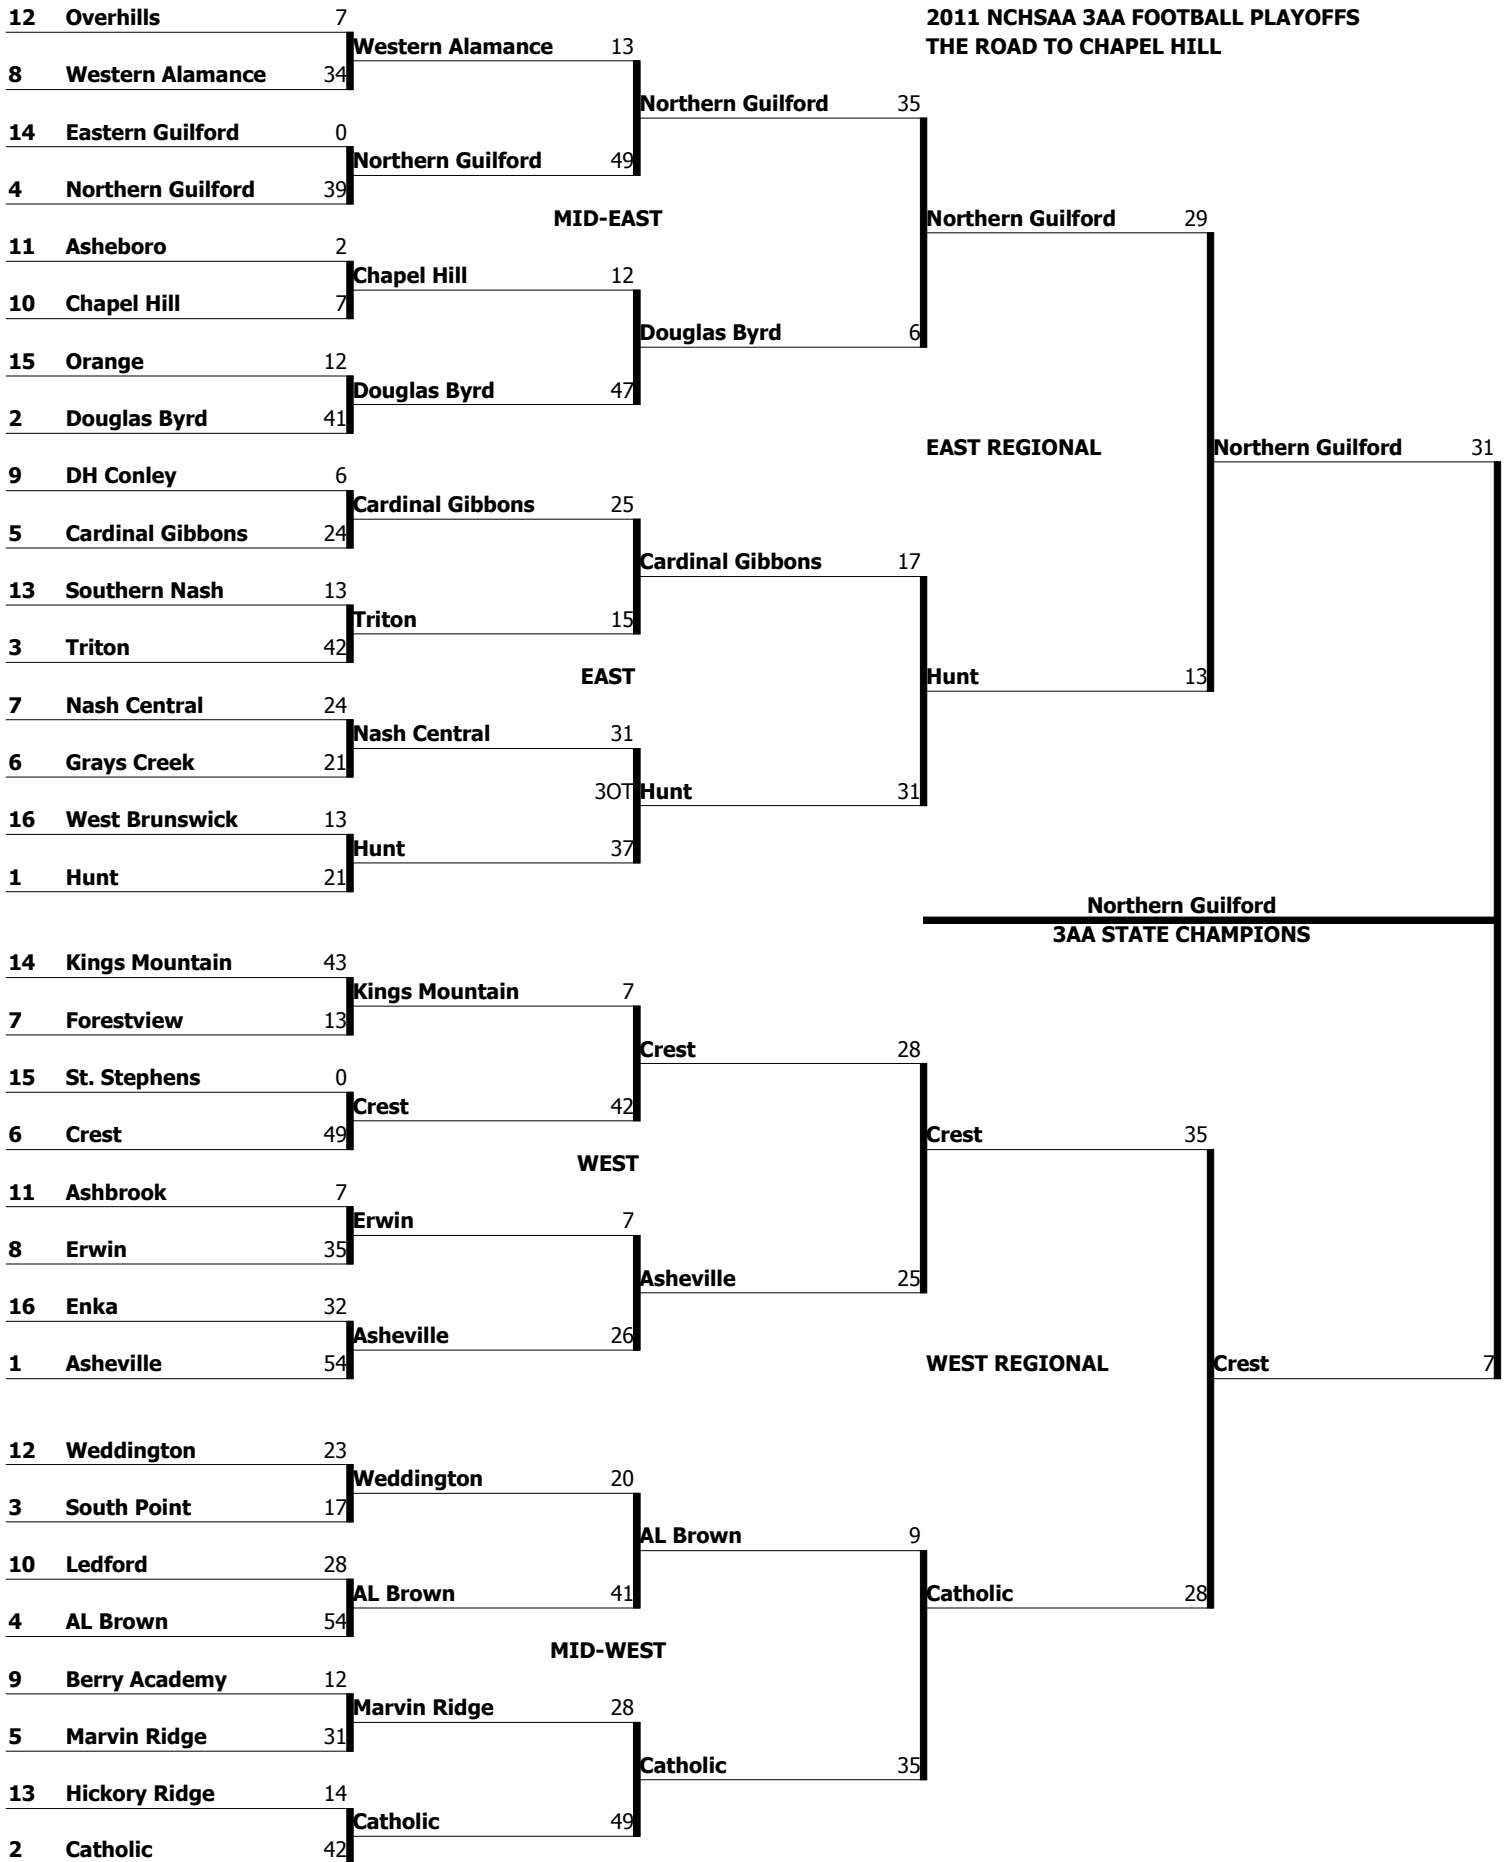 2011 NCHSAA 3AA FOOTBALL PLAYOFFS
THE ROAD TO CHAPEL HILL
12 Overhills 7
8 Western Alamance 34
14 Eastern Guilford 0
4 Northern Guilford 39
11 Asheboro 2
10 Chapel Hill 7
15 Orange 12
2 Douglas Byrd 41
9 DH Conley 6
5 Cardinal Gibbons 24
13 Southern Nash 13
3 Triton 42
7 Nash Central 24
6 Grays Creek 21
16 West Brunswick 13
1 Hunt 21
14 Kings Mountain 43
7 Forestview 13
15 St. Stephens 0
6 Crest 49
11 Ashbrook 7
8 Erwin 35
16 Enka 32
1 Asheville 54
12 Weddington 23
3 South Point 17
10 Ledford 28
4 AL Brown 54
9 Berry Academy 12
5 Marvin Ridge 31
13 Hickory Ridge 14
2 Catholic 42
Western Alamance 13
Northern Guilford 49
MID-EAST
Chapel Hill 12
Douglas Byrd 47
Cardinal Gibbons 25
Triton 15
EAST
Nash Central 31
3OT
Hunt 37
Kings Mountain 7
Crest 42
WEST
Erwin 7
Asheville 26
Weddington 20
AL Brown 41
MID-WEST
Marvin Ridge 28
Catholic 49
Northern Guilford 35
Douglas Byrd 6
Cardinal Gibbons 17
Hunt 31
Crest 28
Asheville 25
AL Brown 9
Catholic 35
Northern Guilford 29
EAST REGIONAL
Hunt 13
Crest 35
WEST REGIONAL
Catholic 28
Northern Guilford 31
Crest 7
Northern Guilford
3AA STATE CHAMPIONS